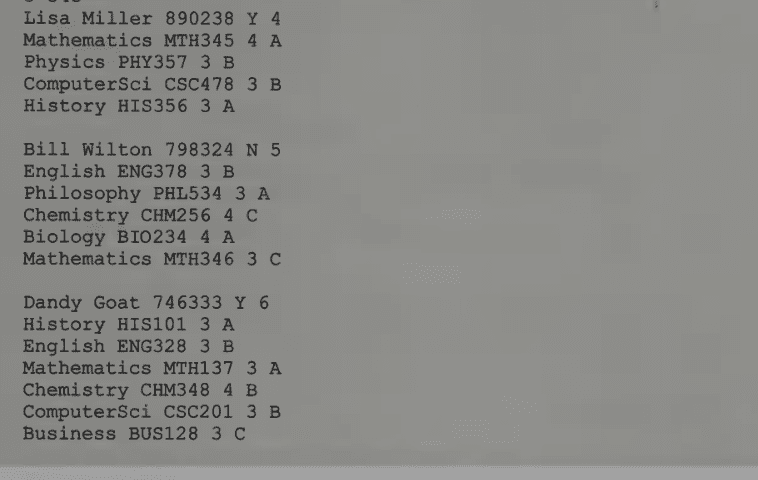 Lisa Miller 890238 Y 4
Mathematics MTH345 4 A
Physics PHY357 3 B
ComputerSci CSC478 3 B
History HIS356 3 A
Bill Wilton 798324 N 5
English ENG378 3 B
Philosophy PHL534 3 A
Chemistry CHM256 4 C
Biology BIO234 4 A
Mathematics MTH346 3 C
Dandy Goat 746333 Y 6
History HIS101 3 A
English ENG328 3 B
Mathematics MTH137 3 A
Chemistry CHM348 4 B
ComputerSci CSC201 3 B
Business BUS128 3 C